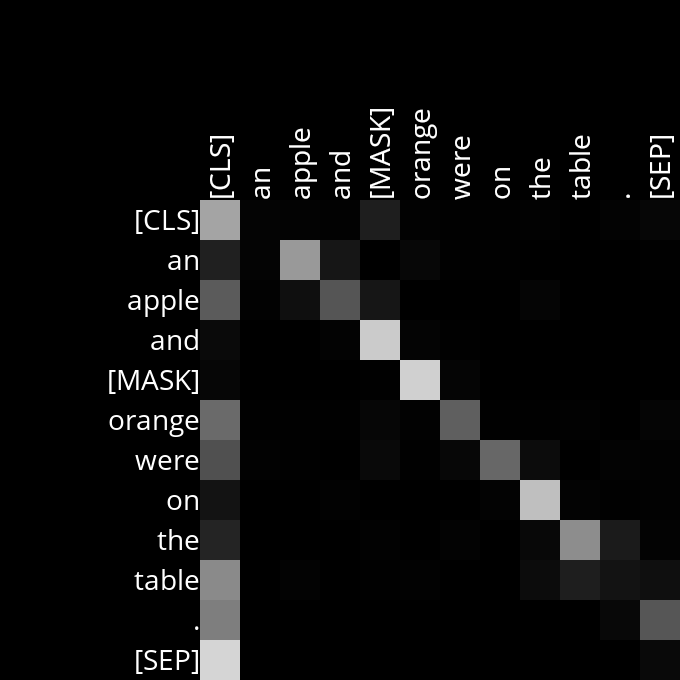 [CLS] an apple and [MASK] orange were on the table . [SEP]
[CLS]
an
apple
and
[MASK]
orange
were
on
the
table
.
[SEP]